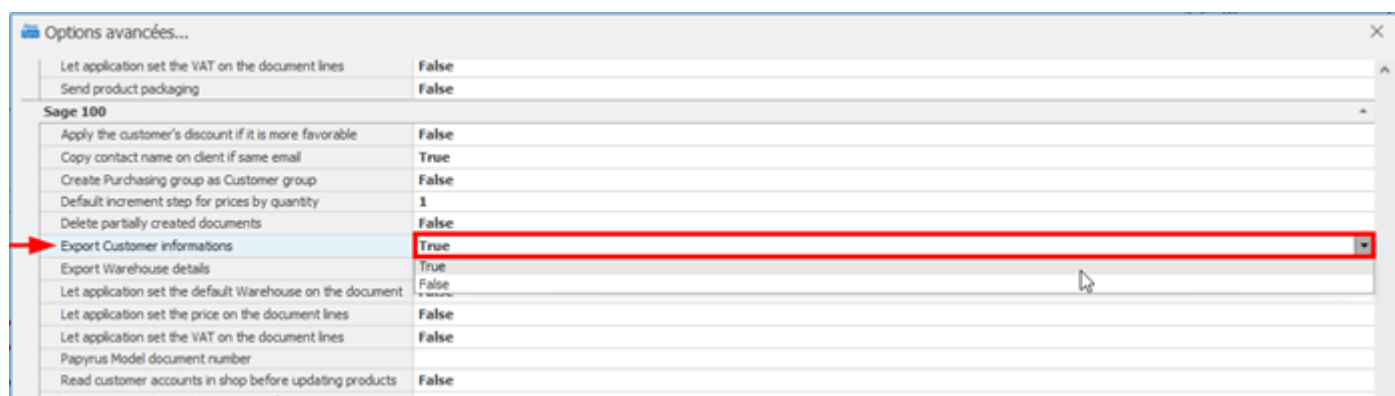 Options avancées...
Let application set the VAT on the document lines False
Send product packaging False
Sage 100
Apply the customer's discount if it is more favorable False
Copy contact name on client if same email True
Create Purchasing group as Customer group False
Default increment step for prices by quantity 1
Delete partially created documents False
Export Customer informations True
Export Warehouse details True
Let application set the default Warehouse on the document False
Let application set the price on the document lines False
Let application set the VAT on the document lines False
Papyrus Model document number
Read customer accounts in shop before updating products False